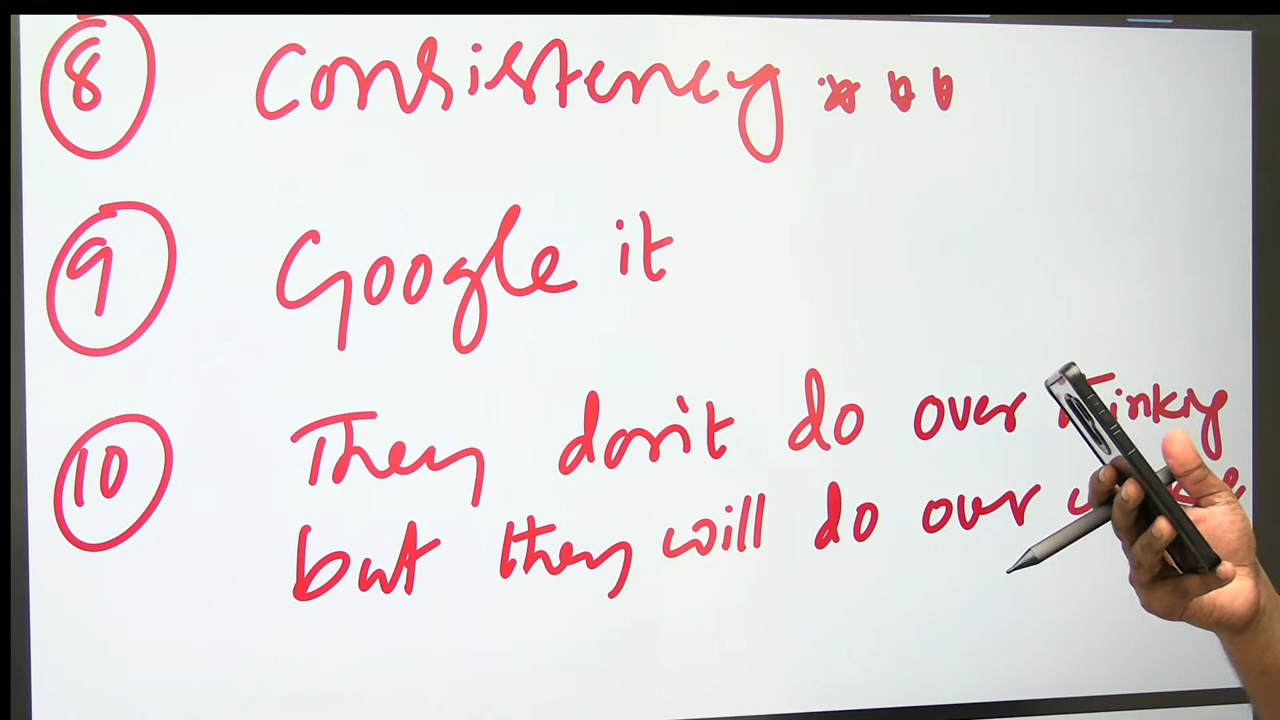 8 Consistency
9 Google it
10 They don't do over
but they will do over